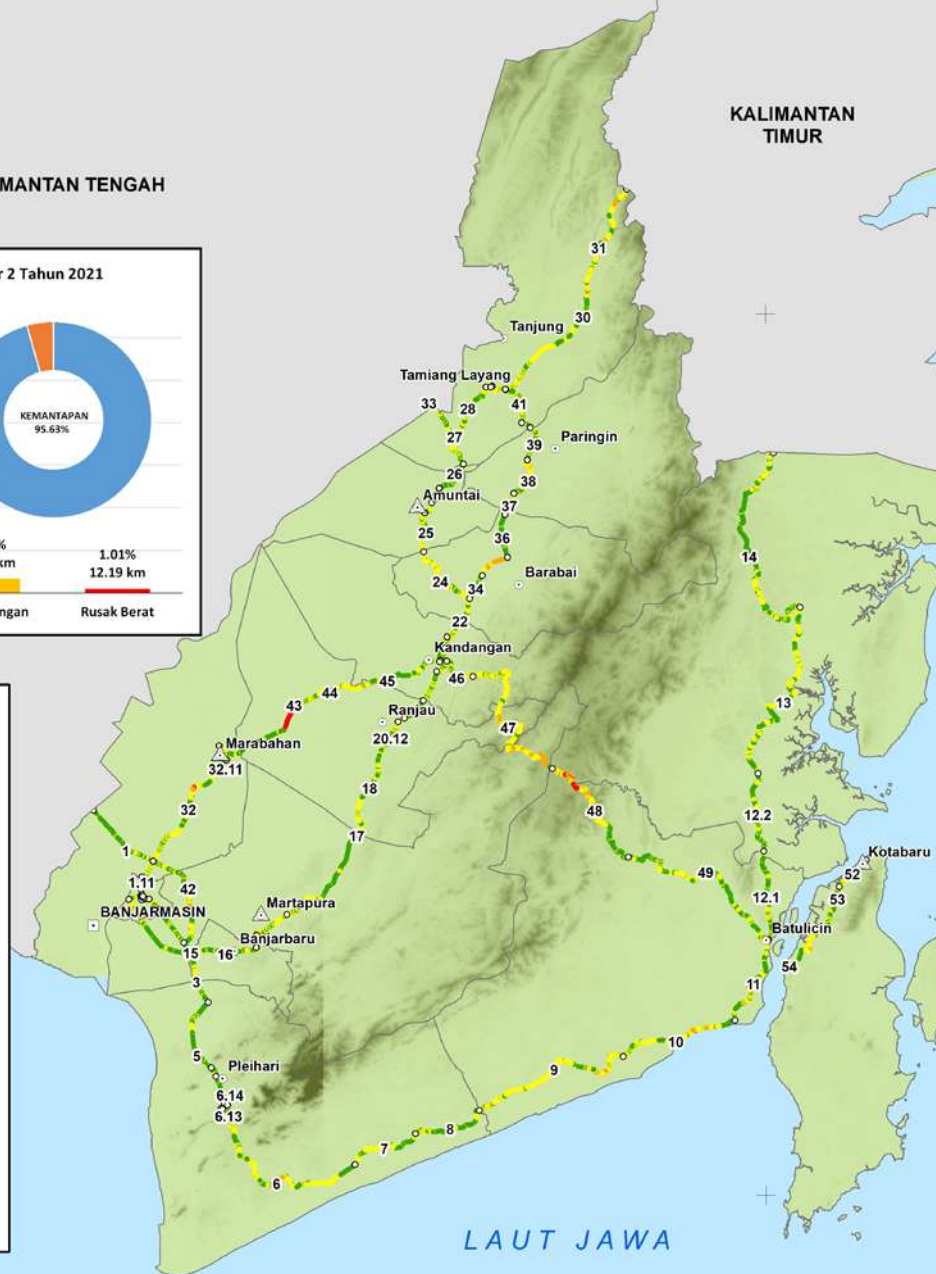 KALIMANTAN
TIMUR
MANTAN TENGAH
r 2 Tahun 2021
KEMANTAPAN
95.63%
%
km
1.01%
12.19 km
ngan
Rusak Berat
31
30
Tanjung
Tamiang Layang
33
28
41
27
39
Paringin
26
38
Amuntai
37
25
36
14
Barabai
24
34
22
Kandangan
46
45
44
43
Ranjau
13
47
20.12
Marabahan
32.11
18
32
48
12.2
17
1
Kotabaru
49
52
1.11
42
12.1
53
BANJARMASIN
Martapura
Batulicin
Banjarbaru
15
16
54
3
11
10
5
Pleihari
9
6.14
6.13
8
7
6
LAUT JAWA